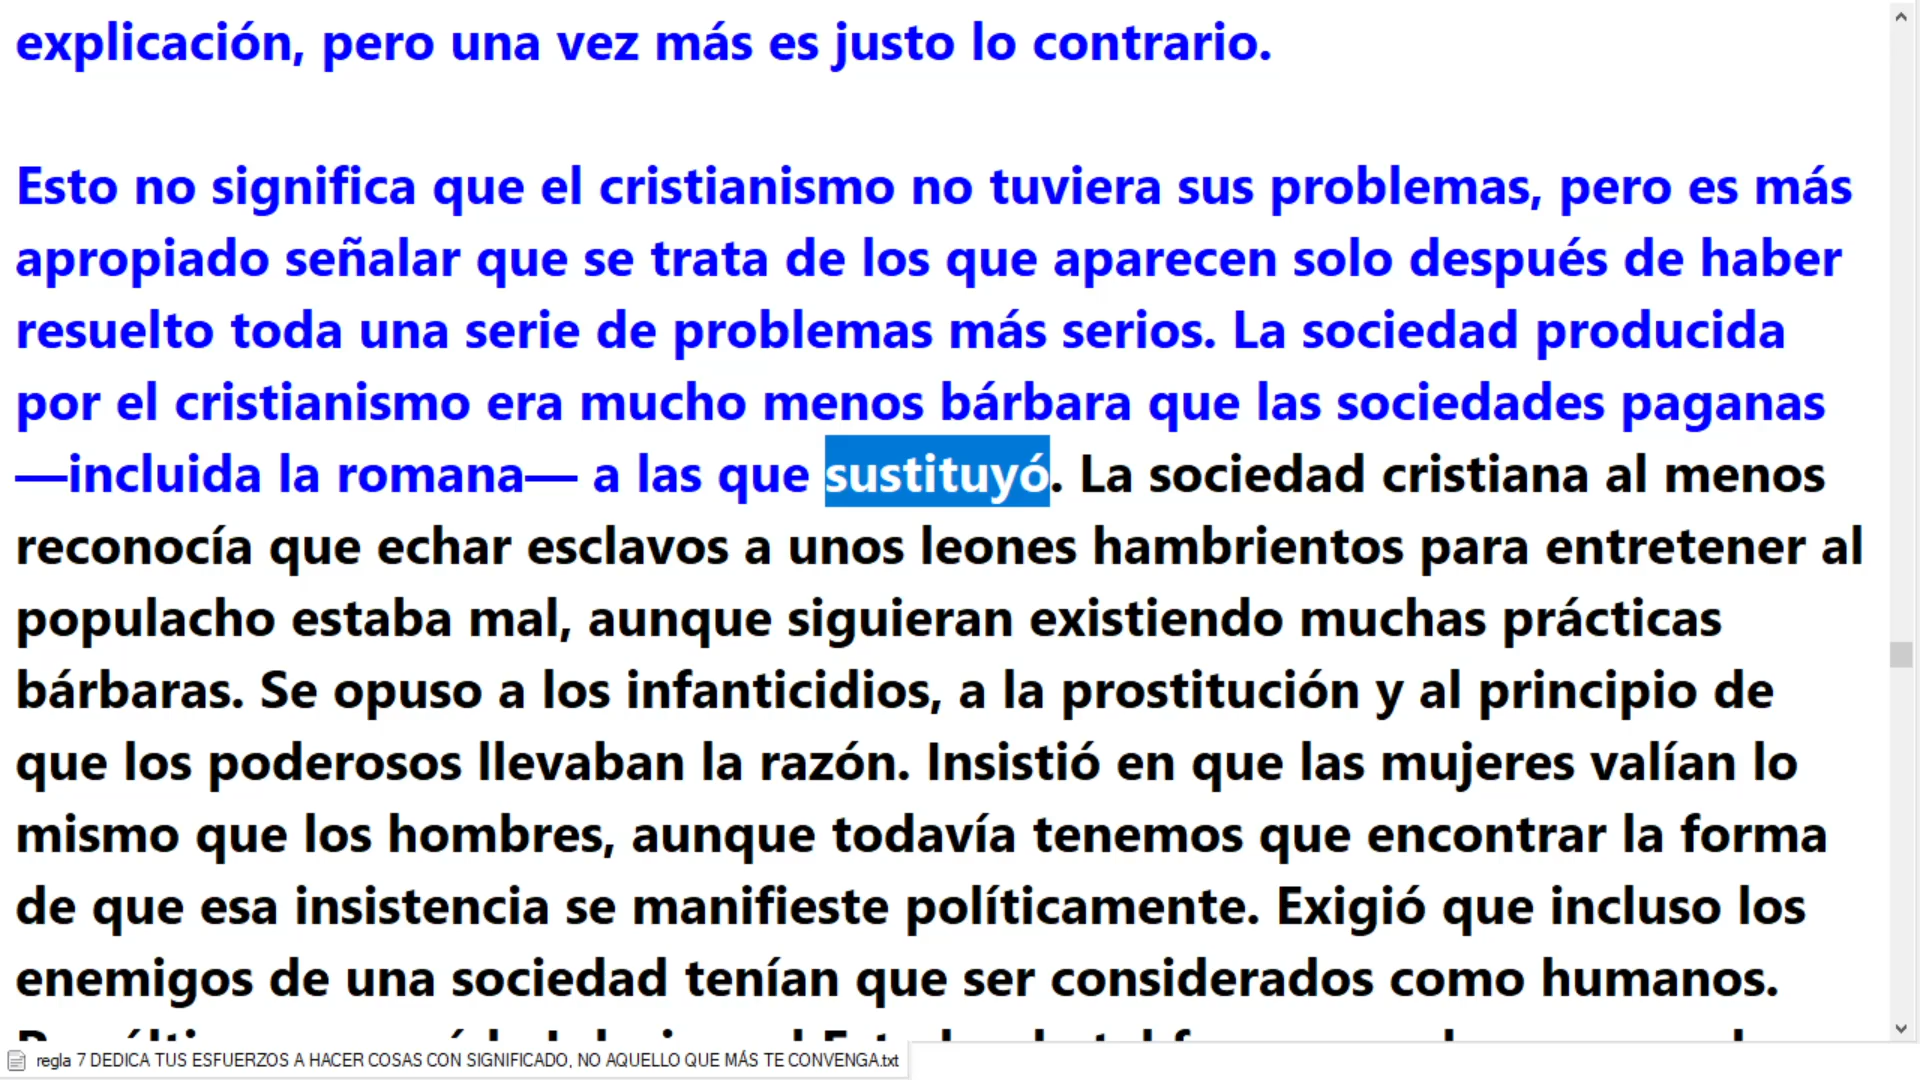 explicación, pero una vez más es justo lo contrario.
Esto no significa que el cristianismo no tuviera sus problemas, pero es más
apropiado señalar que se trata de los que aparecen solo después de haber
resuelto toda una serie de problemas más serios. La sociedad producida
por el cristianismo era mucho menos bárbara que las sociedades paganas
—incluida la romana— a las que sustituyó. La sociedad cristiana al menos
reconocía que echar esclavos a unos leones hambrientos para entretener al
populacho estaba mal, aunque siguieran existiendo muchas prácticas
bárbaras. Se opuso a los infanticidios, a la prostitución y al principio de
que los poderosos llevaban la razón. Insistió en que las mujeres valían lo
mismo que los hombres, aunque todavía tenemos que encontrar la forma
de que esa insistencia se manifieste políticamente. Exigió que incluso los
enemigos de una sociedad tenían que ser considerados como humanos.
regla 7 DEDICA TUS ESFUERZOS A HACER COSAS CON SIGNIFICADO, NO AQUELLO QUE MÁS TE CONVENGA.txt